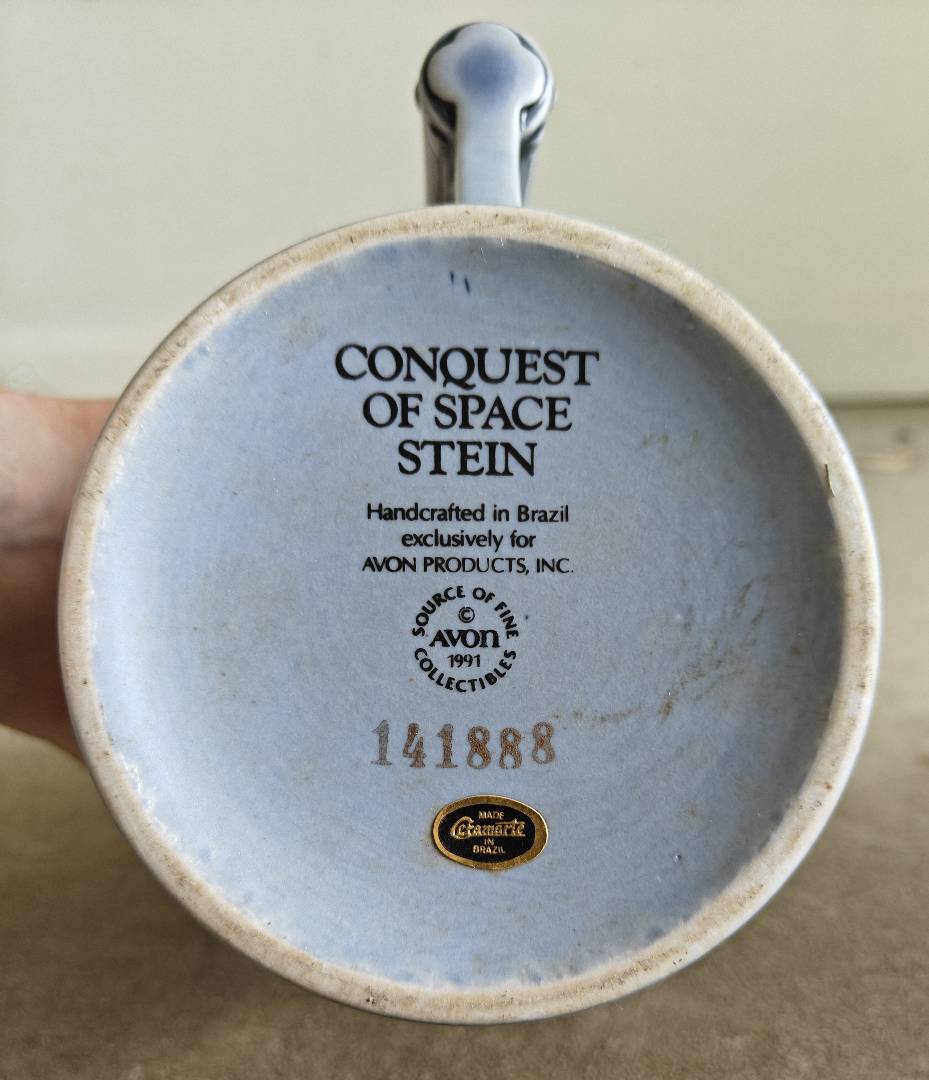 CONQUEST
OF SPACE
STEIN
Handcrafted in Brazil
exclusively for
AVON PRODUCTS, INC.
SOURCE OF FINE
©
AVON
1991
COLLECTIBLES
141888
MADE
Ceramarte
IN
BRAZIL